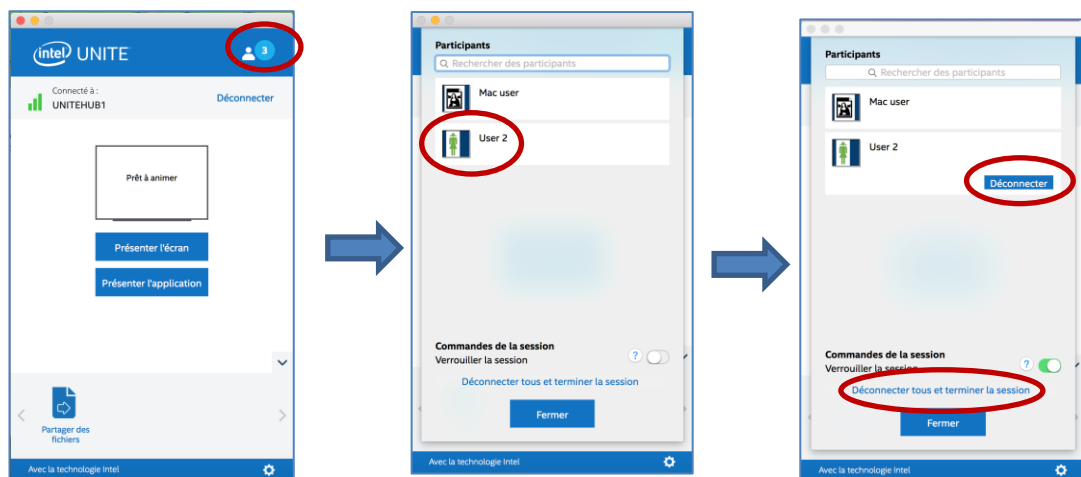 intel UNITE
3
Connecté à :
UNITEHUB1
Déconnecter
Prêt à animer
Présenter l'écran
Présenter l'application
Partager des
fichiers
Avec la technologie Intel
Participants
Rechercher des participants
Mac user
User 2
Commandes de la session
Verrouiller la session
?
Déconnecter tous et terminer la session
Fermer
Avec la technologie Intel
Participants
Rechercher des participants
Mac user
User 2
Déconnecter
Commandes de la session
Verrouiller la session
?
Déconnecter tous et terminer la session
Fermer
Avec la technologie Intel